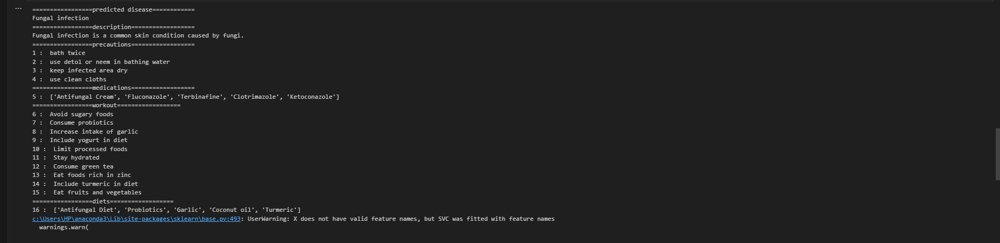 ...
=================predicted disease============
Fungal infection
=================description==================
Fungal infection is a common skin condition caused by fungi.
=================precautions==================
1 :  bath twice
2 :  use detol or neem in bathing water
3 :  keep infected area dry
4 :  use clean cloths
=================medications==================
5 :  ['Antifungal Cream', 'Fluconazole', 'Terbinafine', 'Clotrimazole', 'Ketoconazole']
=================workout==================
6 :  Avoid sugary foods
7 :  Consume probiotics
8 :  Increase intake of garlic
9 :  Include yogurt in diet
10 :  Limit processed foods
11 :  Stay hydrated
12 :  Consume green tea
13 :  Eat foods rich in zinc
14 :  Include turmeric in diet
15 :  Eat fruits and vegetables
=================diets==================
16 :  ['Antifungal Diet', 'Probiotics', 'Garlic', 'Coconut oil', 'Turmeric']
c:\Users\HP\anaconda3\Lib\site-packages\sklearn\base.py:493: UserWarning: X does not have valid feature names, but SVC was fitted with feature names
  warnings.warn(